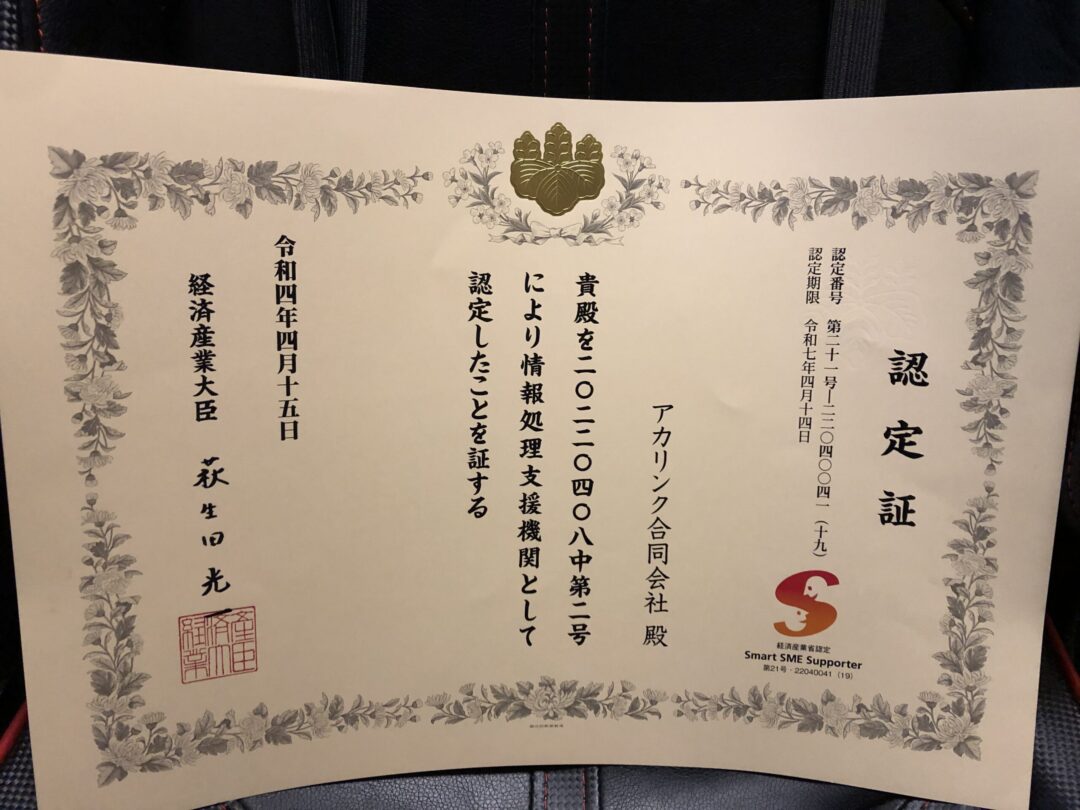 認定証
認定番号　第二十一号ー二二〇四〇〇四一（十九）
認定期限　令和七年四月十四日
アカリンク合同会社 殿
貴殿を二〇二二〇四〇八中第二号
により情報処理支援機関として
認定したことを証する
令和四年四月十五日
経済産業大臣　萩生田光一
経済産業省認定
Smart SME Supporter
第21号‐22040041（19）